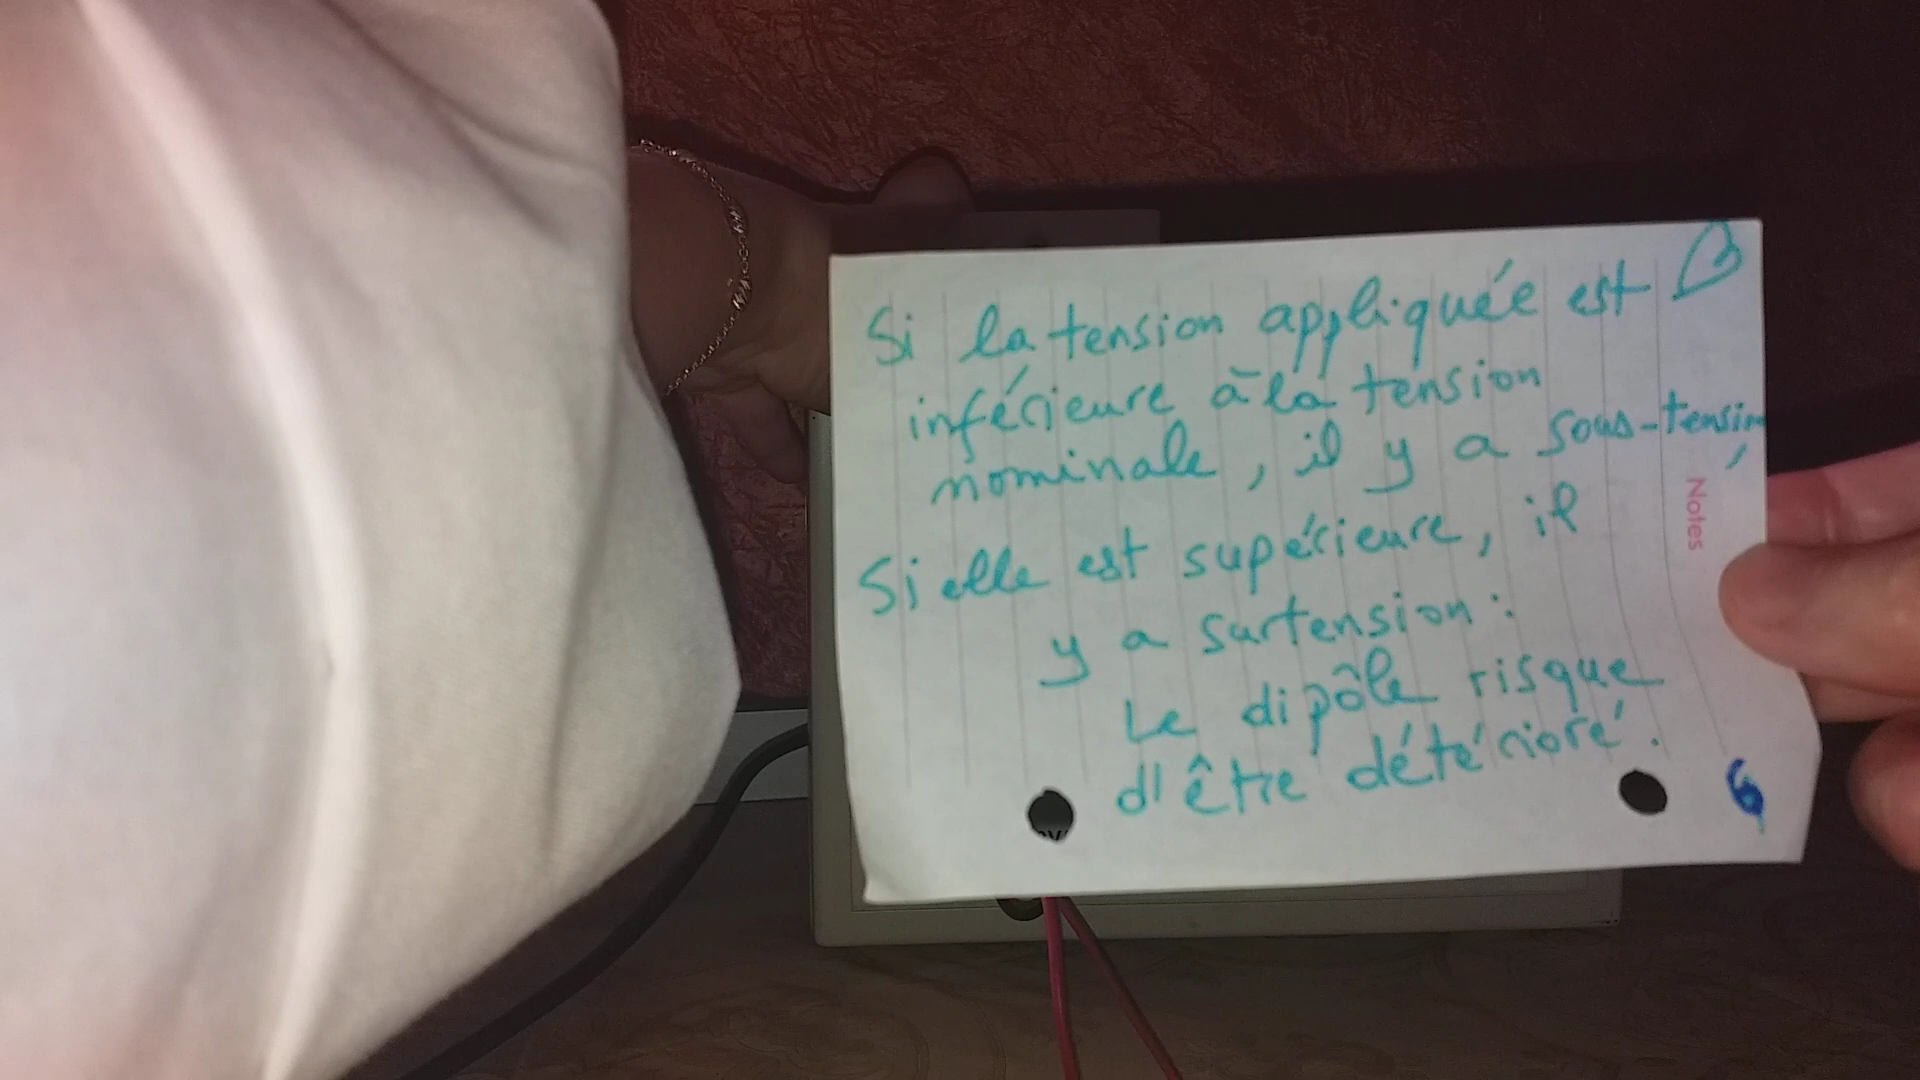 Si la tension appliquée est
inférieure à la tension
nominale, il y a sous-tension,
Si elle est supérieure, il
y a surtension :
Le dipôle risque
d'être détérioré.
Notes
6